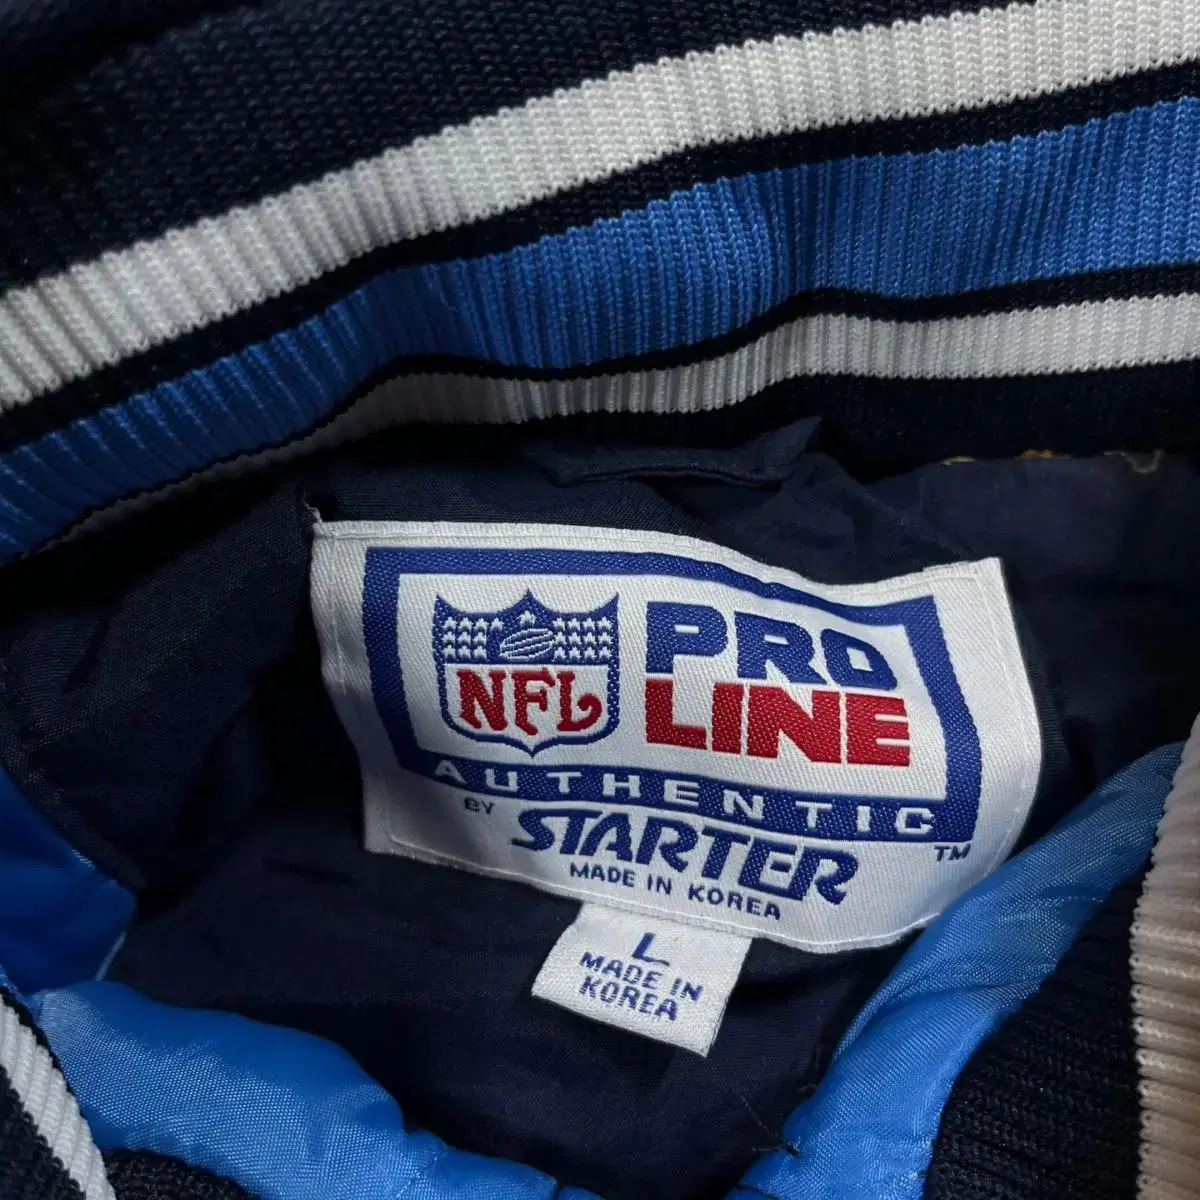 NFL
PRO
LINE
AUTHENTIC
BY STARTER TM
MADE IN KOREA
L
MADE IN
KOREA